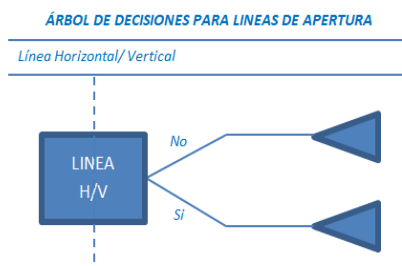 ÁRBOL DE DECISIONES PARA LINEAS DE APERTURA
Línea Horizontal/ Vertical
No
LINEA
H/V
Si